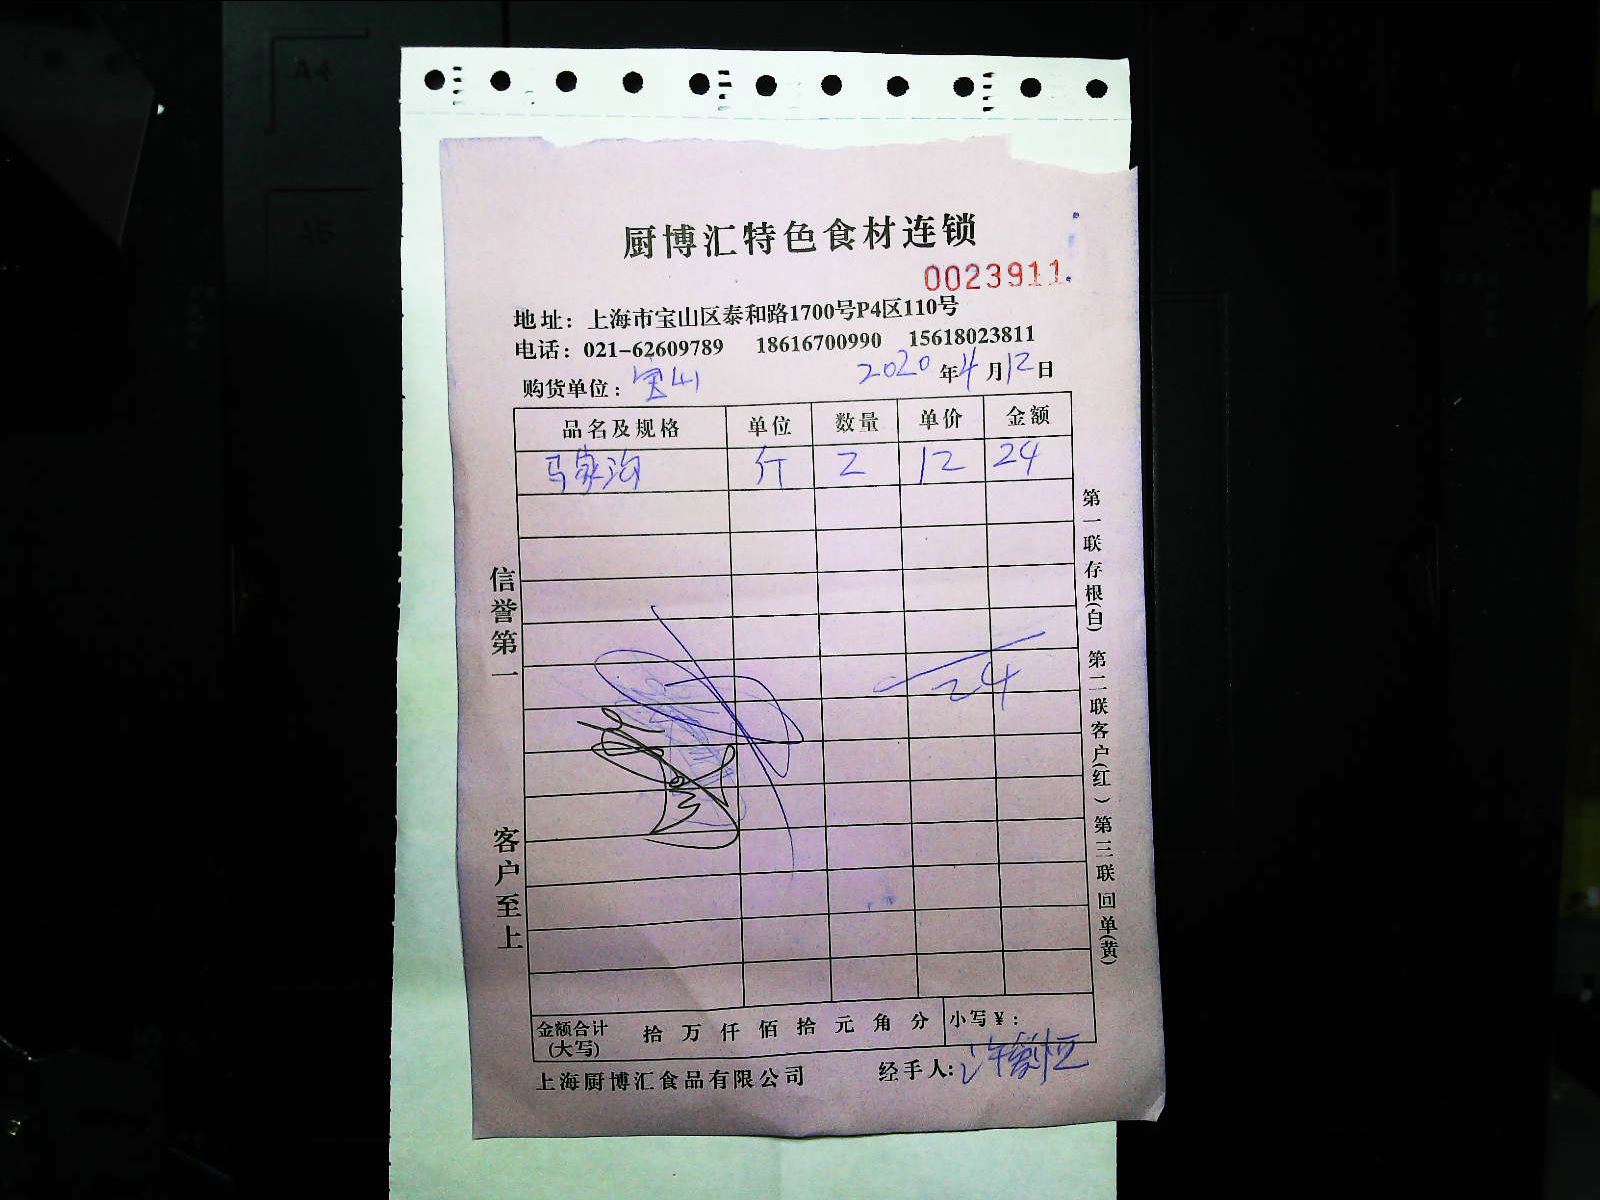 厨博汇特色食材连锁
0023911
地址：上海市宝山区泰和路1700号P4区110号
电话：021-62609789 18616700990 15618023811
购货单位：宝山 2020年4月12日
品名及规格 单位 数量 单价 金额
马家沟 斤 2 12 24
24
信誉第一 客户至上
第一联存根(白) 第二联客户(红) 第三联回单(黄)
金额合计(大写) 拾 万 仟 佰 拾 元 角 分 小写¥：
上海厨博汇食品有限公司 经手人: